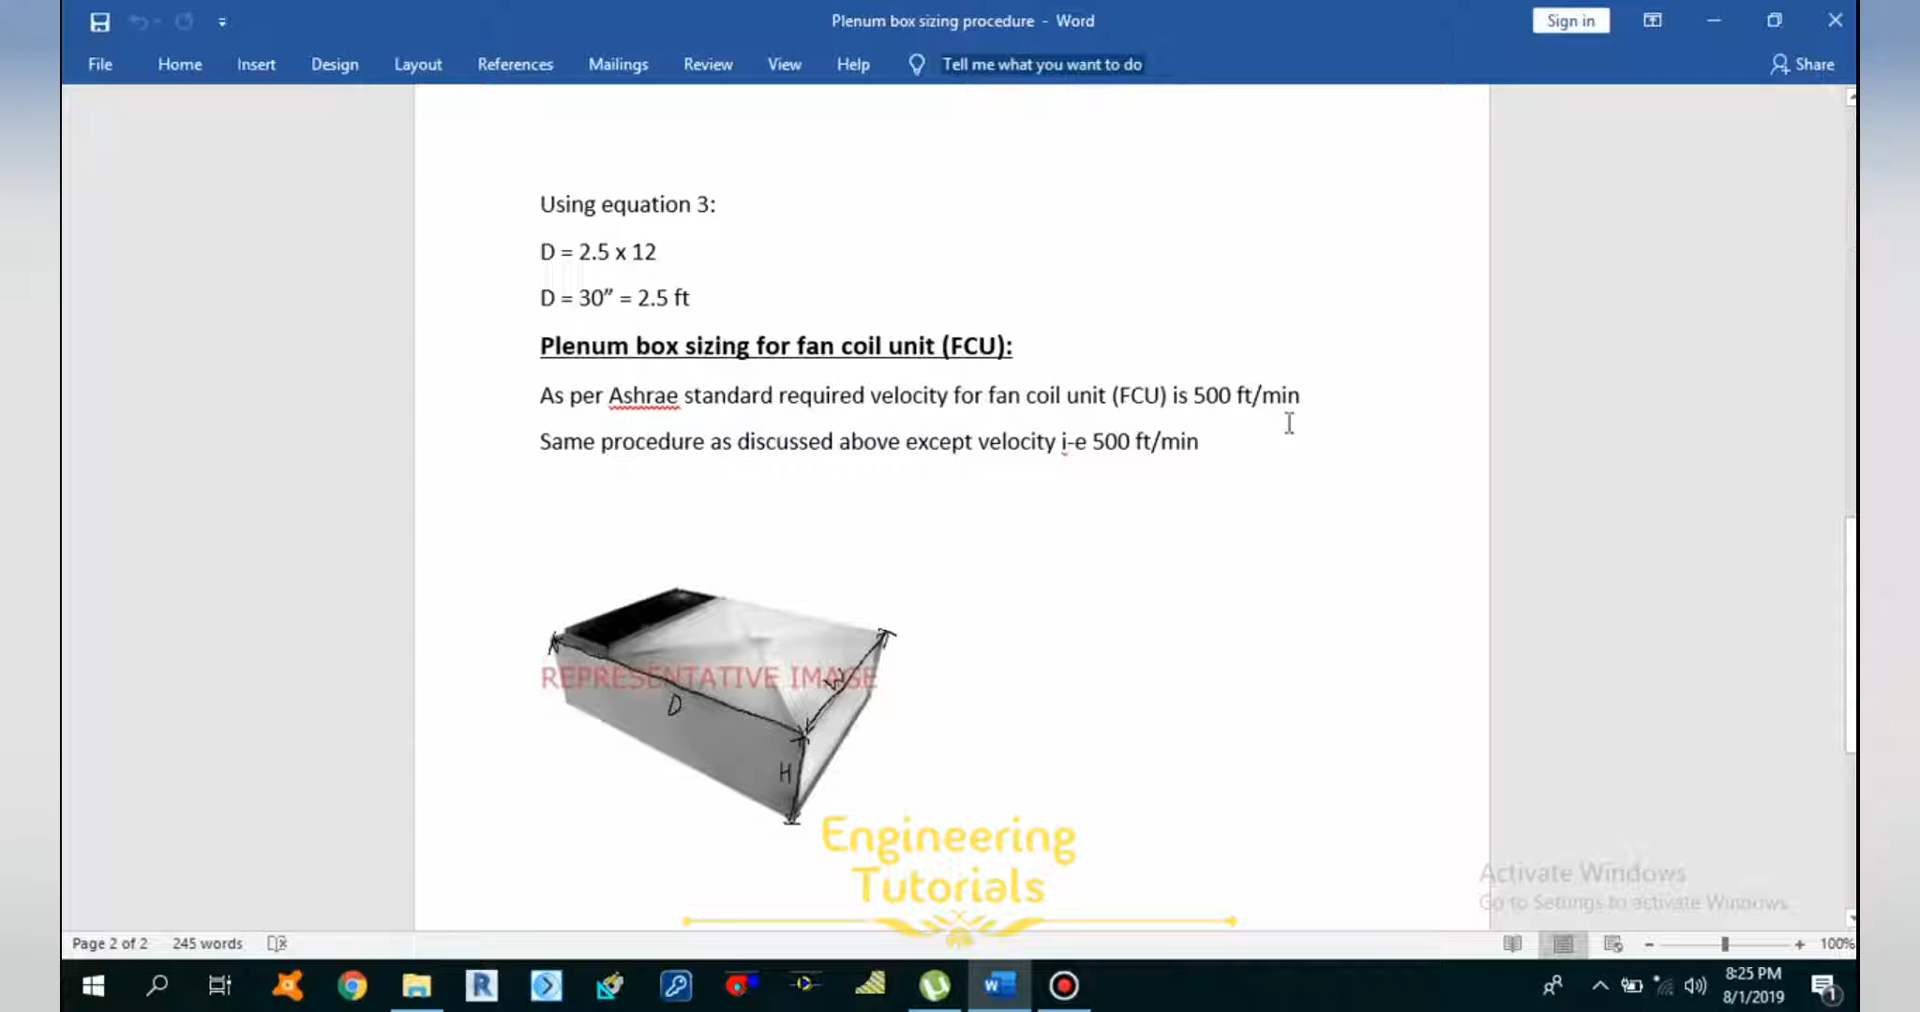 Plenum box sizing procedure - Word
Sign in
File Home Insert Design Layout References Mailings Review View Help Tell me what you want to do Share
Using equation 3:
D = 2.5 x 12
D = 30” = 2.5 ft
Plenum box sizing for fan coil unit (FCU):
As per Ashrae standard required velocity for fan coil unit (FCU) is 500 ft/min
Same procedure as discussed above except velocity i-e 500 ft/min
REPRESENTATIVE IMAGE
W
D
H
Engineering
Tutorials
Activate Windows
Go to Settings to activate Windows.
Page 2 of 2 245 words 100%
8:25 PM
8/1/2019
1